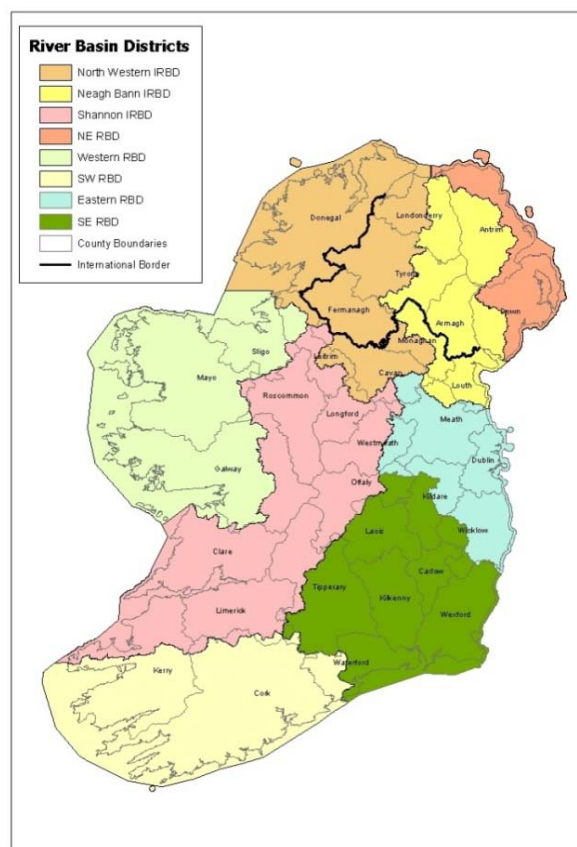 River Basin Districts
North Western IRBD
Neagh Bann IRBD
Shannon IRBD
NE RBD
Western RBD
SW RBD
Eastern RBD
SE RBD
County Boundaries
International Border
Donegal
Londonderry
Antrim
Tyrone
Fermanagh
Armagh
Down
Monaghan
Sligo
Leitrim
Cavan
Louth
Mayo
Roscommon
Longford
Meath
Westmeath
Dublin
Galway
Offaly
Kildare
Laois
Wicklow
Clare
Carlow
Tipperary
Kilkenny
Limerick
Wexford
Waterford
Kerry
Cork